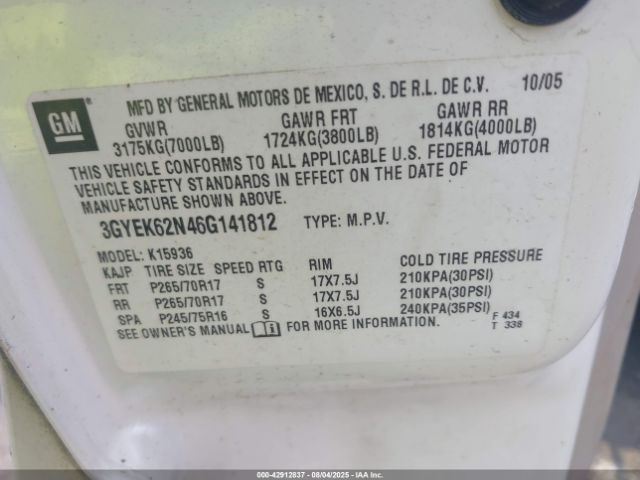 GM
MFD BY GENERAL MOTORS DE MEXICO, S. DE R.L. DE C.V. 10/05
GVWR GAWR FRT GAWR RR
3175KG(7000LB) 1724KG(3800LB) 1814KG(4000LB)
THIS VEHICLE CONFORMS TO ALL APPLICABLE U.S. FEDERAL MOTOR
VEHICLE SAFETY STANDARDS IN EFFECT ON THE DATE OF
MANUFACTURE SHOWN ABOVE.
3GYEK62N46G141812 TYPE: M.P.V.
MODEL: K15936
KAJP TIRE SIZE SPEED RTG RIM COLD TIRE PRESSURE
FRT P265/70R17 S 17X7.5J 210KPA(30PSI)
RR P265/70R17 S 17X7.5J 210KPA(30PSI)
SPA P245/75R16 S 16X6.5J 240KPA(35PSI) F 434
SEE OWNER'S MANUAL FOR MORE INFORMATION. T 338
000-42912837 - 08/04/2025 - IAAI.COM